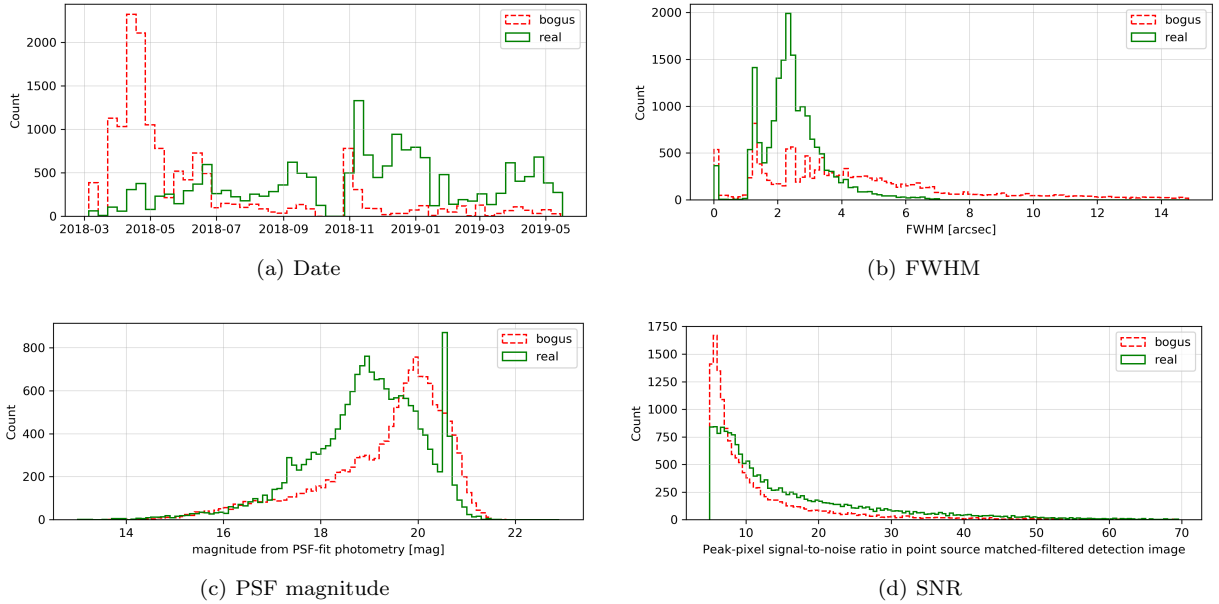 bogus
real
2000
1500
1000
500
0
Count
2018-03 2018-05 2018-07 2018-09 2018-11 2019-01 2019-03 2019-05
(a) Date
bogus
real
2000
1500
1000
500
0
Count
0 2 4 6 8 10 12 14
FWHM [arcsec]
(b) FWHM
bogus
real
800
600
400
200
0
Count
14 16 18 20 22
magnitude from PSF-fit photometry [mag]
(c) PSF magnitude
bogus
real
1750
1500
1250
1000
750
500
250
0
Count
10 20 30 40 50 60 70
Peak-pixel signal-to-noise ratio in point source matched-filtered detection image
(d) SNR